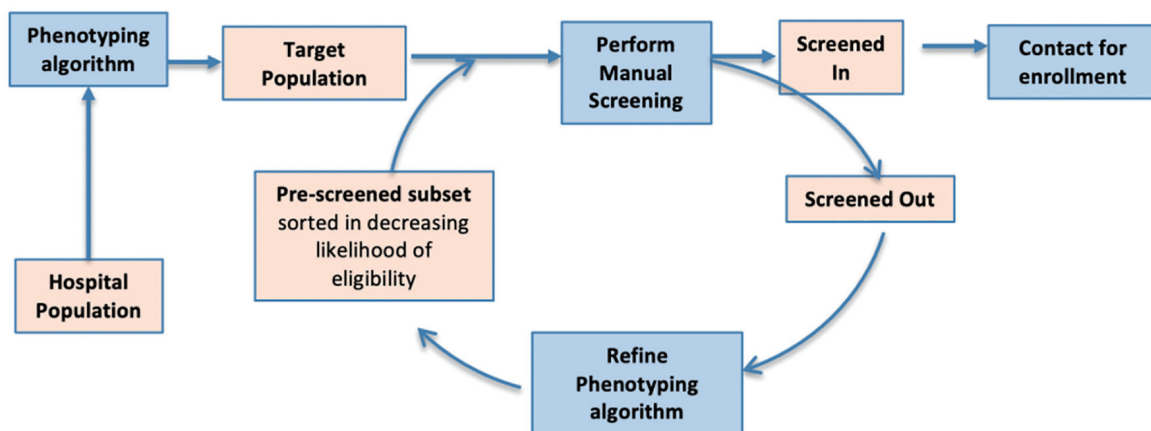 Phenotyping
algorithm
Target
Population
Perform
Manual
Screening
Screened
In
Contact for
enrollment
Pre-screened subset
sorted in decreasing
likelihood of
eligibility
Screened Out
Hospital
Population
Refine
Phenotyping
algorithm